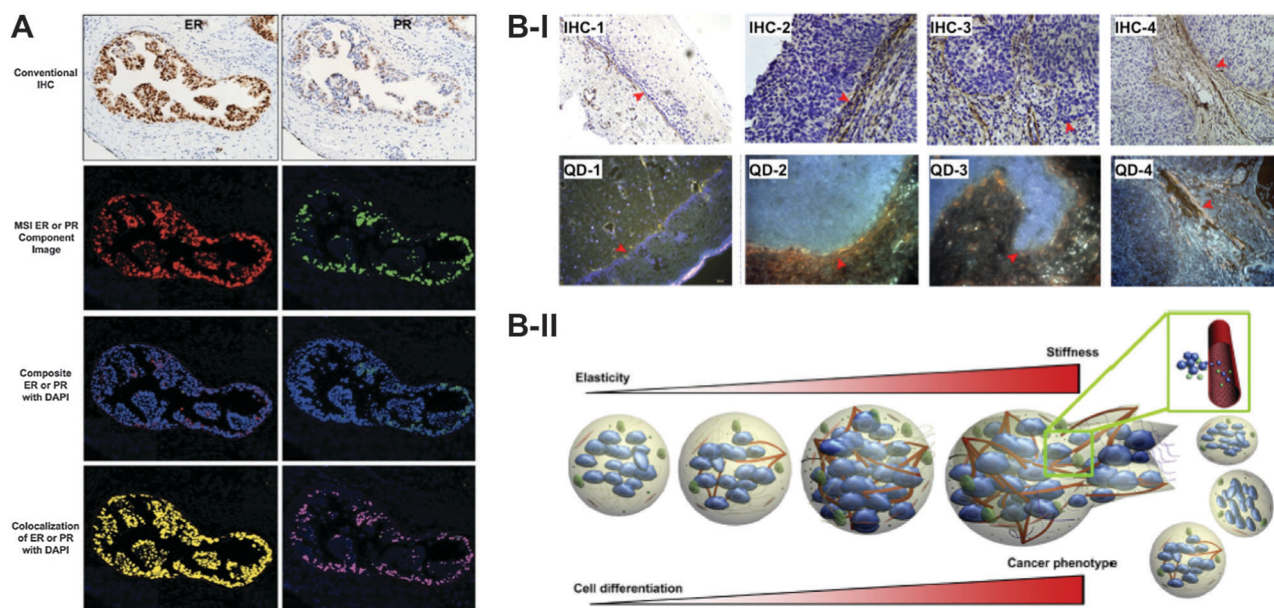 A
ER
PR
Conventional
IHC
MSI ER or PR
Component
Image
Composite
ER or PR
with DAPI
Colocalization
of ER or PR
with DAPI
B-I
IHC-1
IHC-2
IHC-3
IHC-4
QD-1
QD-2
QD-3
QD-4
B-II
Stiffness
Elasticity
Cancer phenotype
Cell differentiation